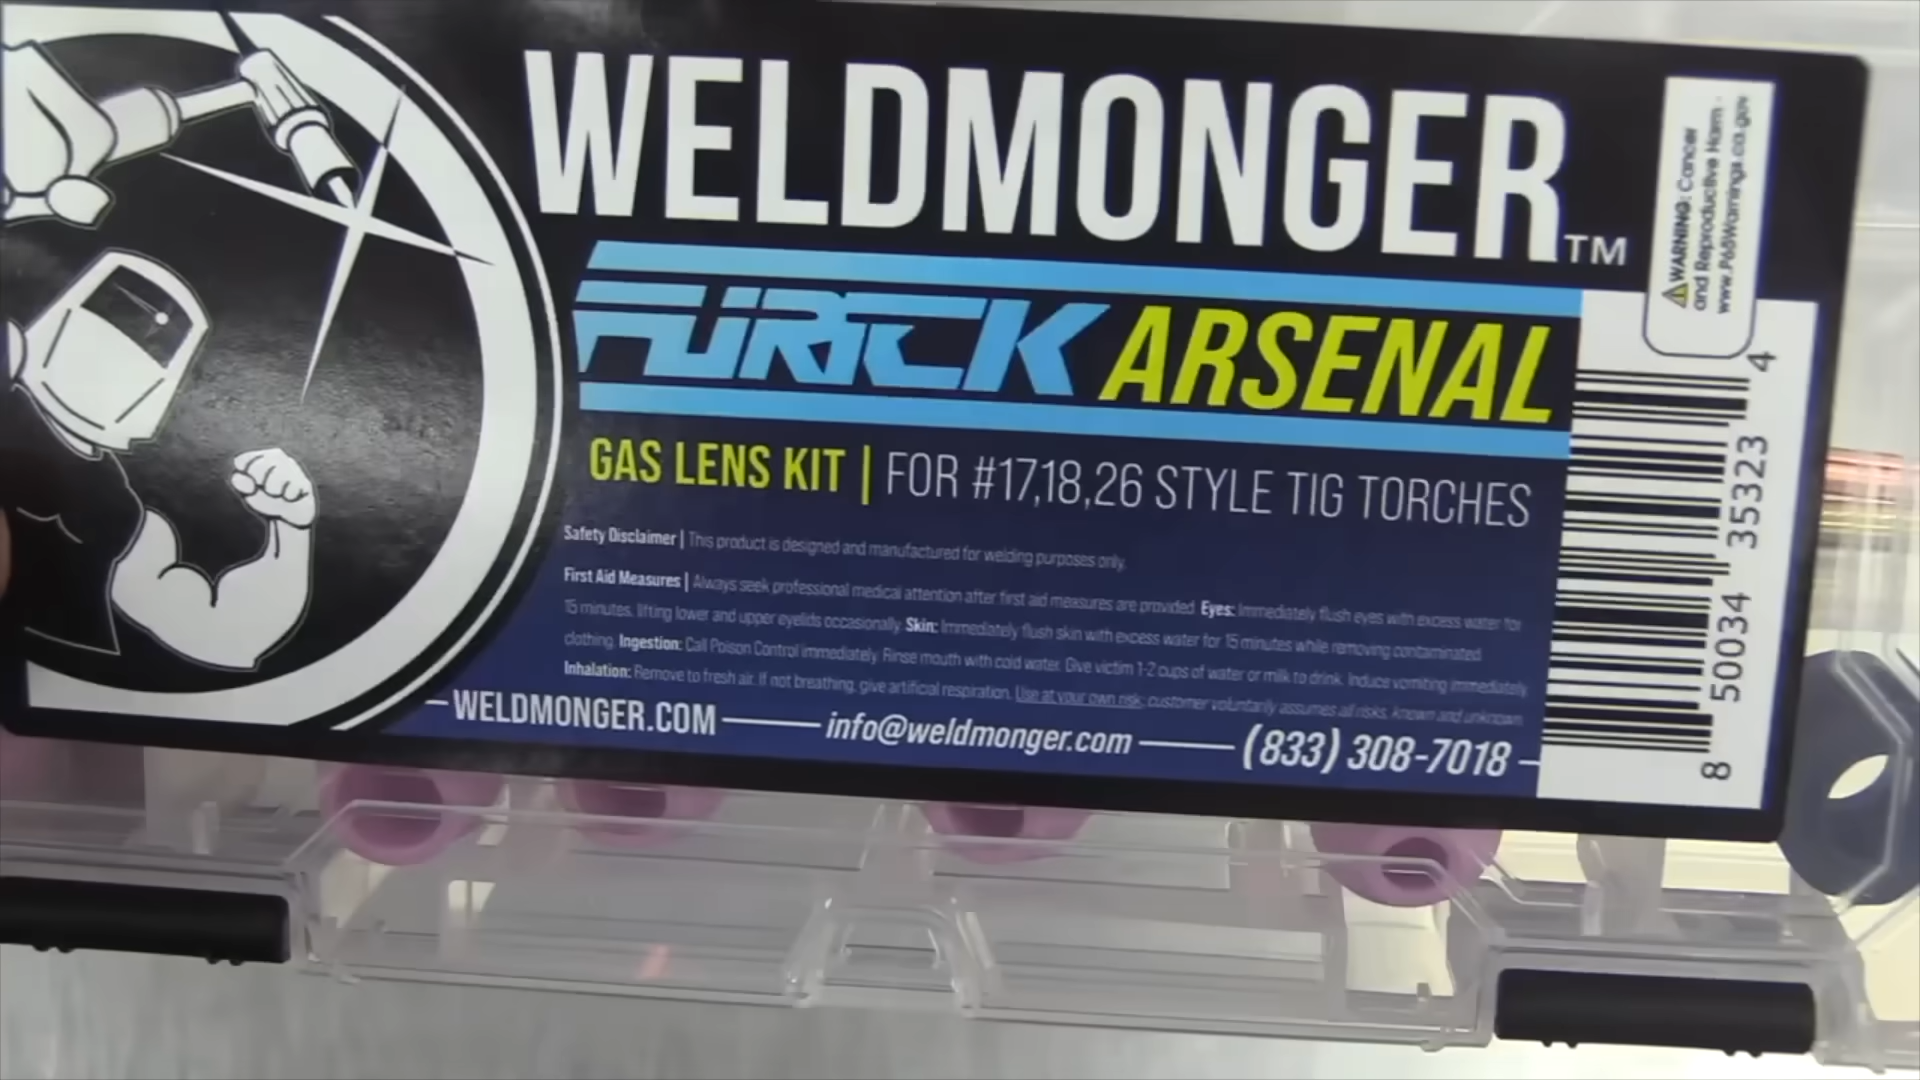 WELDMONGER™
FURICK ARSENAL
GAS LENS KIT | FOR #17,18,26 STYLE TIG TORCHES
Safety Disclaimer | This product is designed and manufactured for welding purposes only.
First Aid Measures | Always seek professional medical attention after first aid measures are provided. Eyes: Immediately flush eyes with excess water for
15 minutes, lifting lower and upper eyelids occasionally. Skin: Immediately flush skin with excess water for 15 minutes while removing contaminated
clothing. Ingestion: Call Poison Control immediately. Rinse mouth with cold water. Give victim 1-2 cups of water or milk to drink. Induce vomiting immediately.
Inhalation: Remove to fresh air. If not breathing, give artificial respiration. Use at your own risk; customer voluntarily assumes all risks, known and unknown.
WELDMONGER.COM info@weldmonger.com (833) 308-7018
WARNING: Cancer
and Reproductive Harm -
www.P65Warnings.ca.gov
8 50034 35323 4